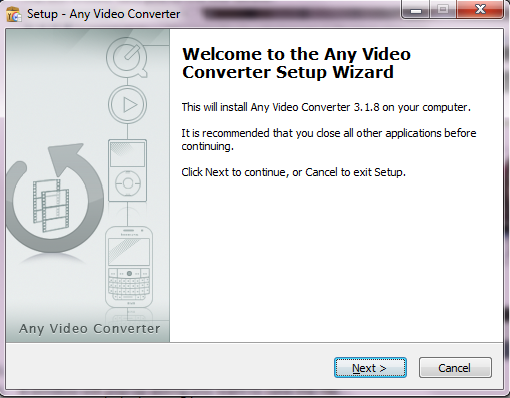 Setup - Any Video Converter
Welcome to the Any Video
Converter Setup Wizard
This will install Any Video Converter 3.1.8 on your computer.
It is recommended that you close all other applications before
continuing.
Click Next to continue, or Cancel to exit Setup.
Any Video Converter
Next >
Cancel